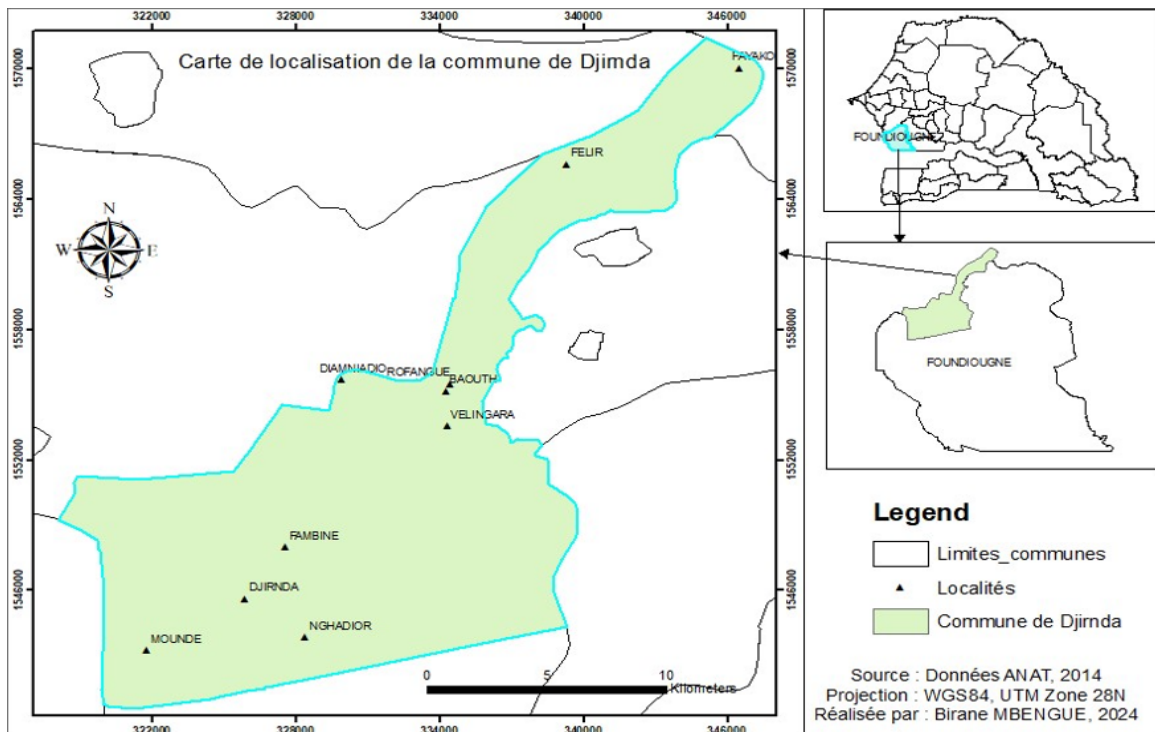 322000 328000 334000 340000 346000
Carte de localisation de la commune de Djirnda
1570000
1564000
1558000
1552000
1546000
N
W E
S
FAYAKO
FELIR
DIAMNIADIO
ROFANGUE
BAOUTH
VELINGARA
FAMBINE
DJIRNDA
NGHADIOR
MOUNDE
0 5 10
Kilometers
1570000
1564000
1558000
1552000
1546000
322000 328000 334000 340000 346000
FOUNDIOUGNE
FOUNDIOUGNE
Legend
Limites_communes
Localités
Commune de Djirnda
Source : Données ANAT, 2014
Projection : WGS84, UTM Zone 28N
Réalisée par : Birane MBENGUE, 2024